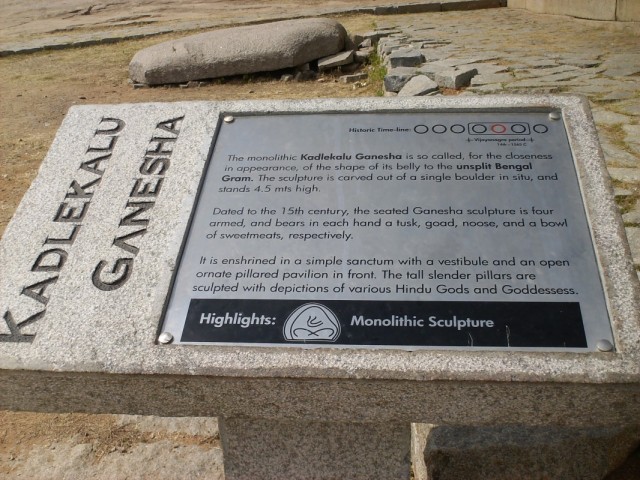 KADLEKALU
GANESHA
Historic Time-line:
Vijayanagara period
The monolithic Kadlekalu Ganesha is so called, for the closeness
in appearance, of the shape of its belly to the unsplit Bengal
Gram. The sculpture is carved out of a single boulder in situ, and
stands 4.5 mts high.
Dated to the 15th century, the seated Ganesha sculpture is four
armed, and bears in each hand a tusk, goad, noose, and a bowl
of sweetmeats, respectively.
It is enshrined in a simple sanctum with a vestibule and an open
ornate pillared pavilion in front. The tall slender pillars are
sculpted with depictions of various Hindu Gods and Goddessess.
Highlights: Monolithic Sculpture